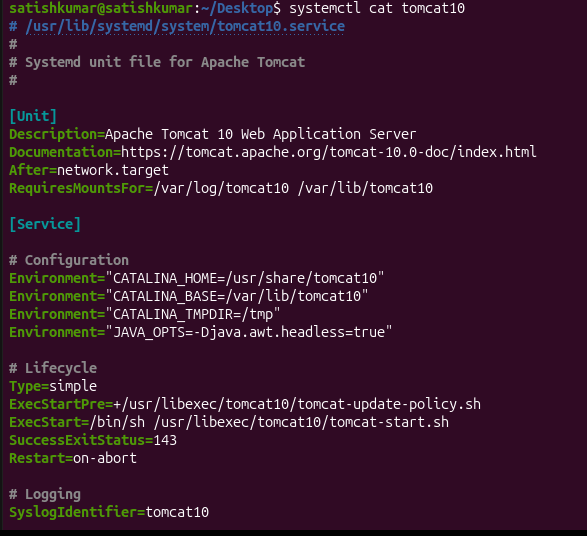 satishkumar@satishkumar:~/Desktop$ systemctl cat tomcat10
# /usr/lib/systemd/system/tomcat10.service
#
# Systemd unit file for Apache Tomcat
#
[Unit]
Description=Apache Tomcat 10 Web Application Server
Documentation=https://tomcat.apache.org/tomcat-10.0-doc/index.html
After=network.target
RequiresMountsFor=/var/log/tomcat10 /var/lib/tomcat10
[Service]
# Configuration
Environment="CATALINA_HOME=/usr/share/tomcat10"
Environment="CATALINA_BASE=/var/lib/tomcat10"
Environment="CATALINA_TMPDIR=/tmp"
Environment="JAVA_OPTS=-Djava.awt.headless=true"
# Lifecycle
Type=simple
ExecStartPre=+/usr/libexec/tomcat10/tomcat-update-policy.sh
ExecStart=/bin/sh /usr/libexec/tomcat10/tomcat-start.sh
SuccessExitStatus=143
Restart=on-abort
# Logging
SyslogIdentifier=tomcat10